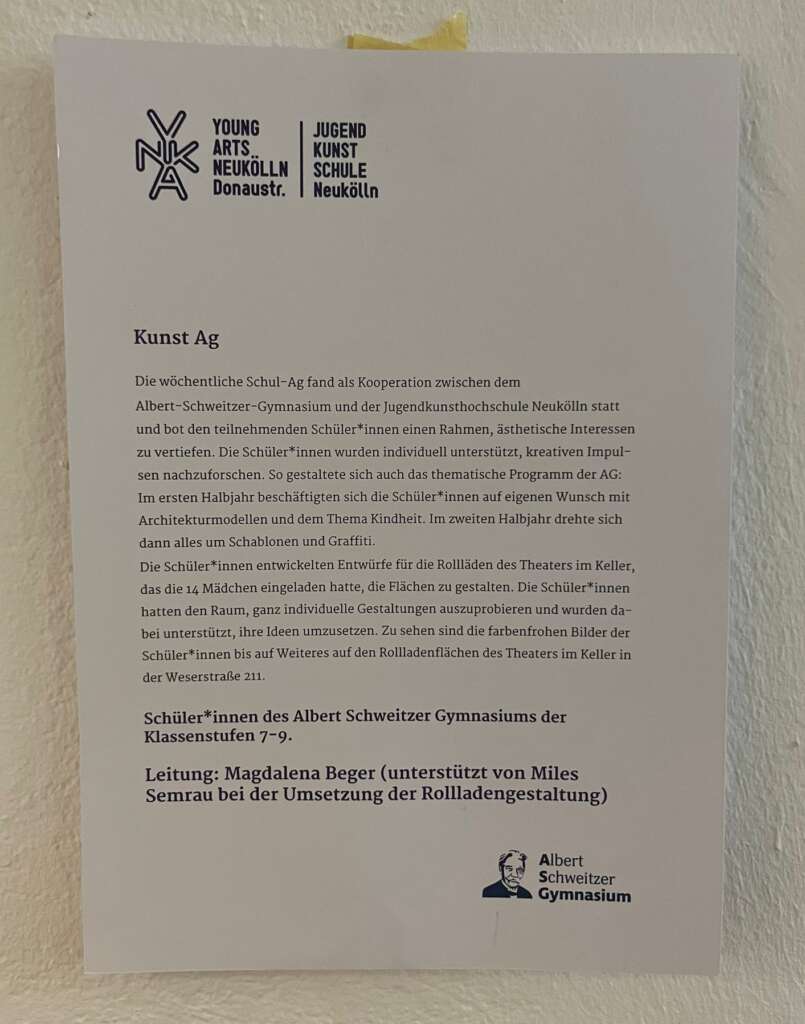 YNKA
YOUNG
ARTS
NEUKÖLLN
Donaustr.
JUGEND
KUNST
SCHULE
Neukölln
Kunst Ag
Die wöchentliche Schul-Ag fand als Kooperation zwischen dem
Albert-Schweitzer-Gymnasium und der Jugendkunsthochschule Neukölln statt
und bot den teilnehmenden Schüler*innen einen Rahmen, ästhetische Interessen
zu vertiefen. Die Schüler*innen wurden individuell unterstützt, kreativen Impul-
sen nachzuforschen. So gestaltete sich auch das thematische Programm der AG:
Im ersten Halbjahr beschäftigten sich die Schüler*innen auf eigenen Wunsch mit
Architekturmodellen und dem Thema Kindheit. Im zweiten Halbjahr drehte sich
dann alles um Schablonen und Graffiti.
Die Schüler*innen entwickelten Entwürfe für die Rollläden des Theaters im Keller,
das die 14 Mädchen eingeladen hatte, die Flächen zu gestalten. Die Schüler*innen
hatten den Raum, ganz individuelle Gestaltungen auszuprobieren und wurden da-
bei unterstützt, ihre Ideen umzusetzen. Zu sehen sind die farbenfrohen Bilder der
Schüler*innen bis auf Weiteres auf den Rollladenflächen des Theaters im Keller in
der Weserstraße 211.
Schüler*innen des Albert Schweitzer Gymnasiums der
Klassenstufen 7-9.
Leitung: Magdalena Beger (unterstützt von Miles
Semrau bei der Umsetzung der Rollladengestaltung)
Albert
Schweitzer
Gymnasium